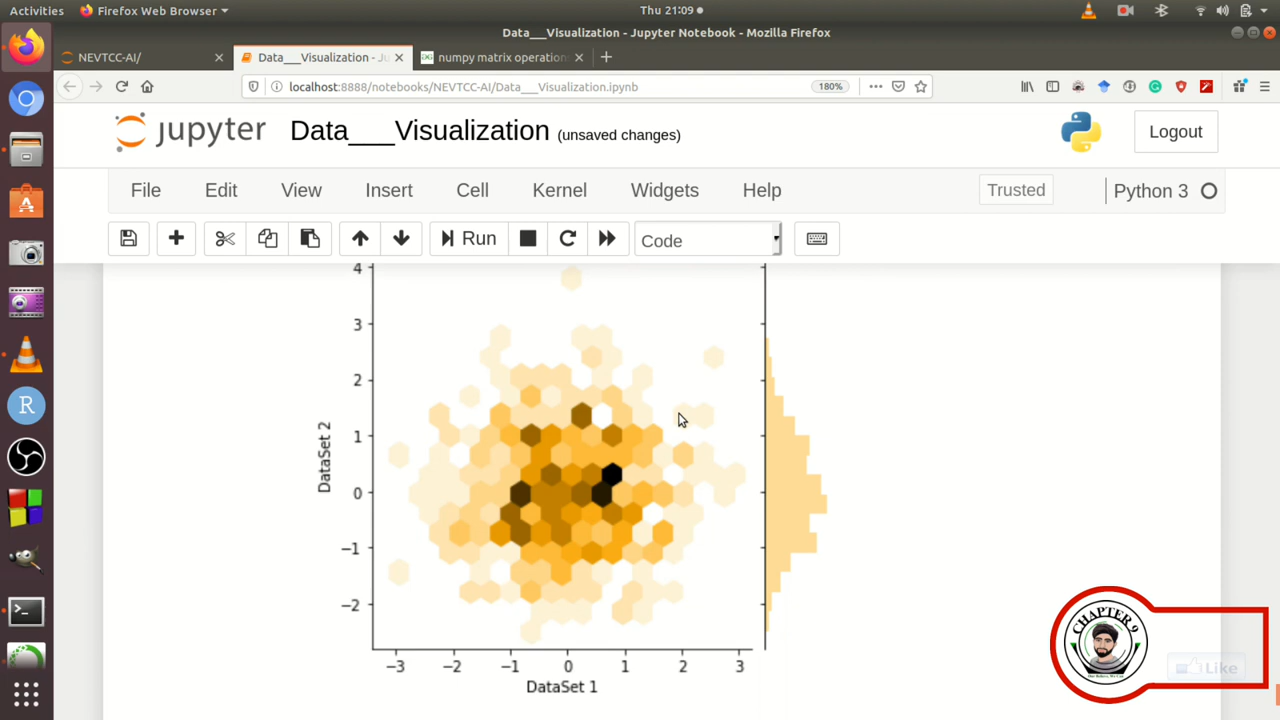 Activities Firefox Web Browser Thu 21:09
Data___Visualization - Jupyter Notebook - Mozilla Firefox
NEVTCC-AI/ Data___Visualization - Ju numpy matrix operation
localhost:8888/notebooks/NEVTCC-AI/Data___Visualization.ipynb 180%
jupyter Data___Visualization (unsaved changes) Logout
File Edit View Insert Cell Kernel Widgets Help Trusted Python 3
Run Code
4
3
2
1
0
−1
−2
DataSet 2
−3 −2 −1 0 1 2 3
DataSet 1
CHAPTER 9
Like